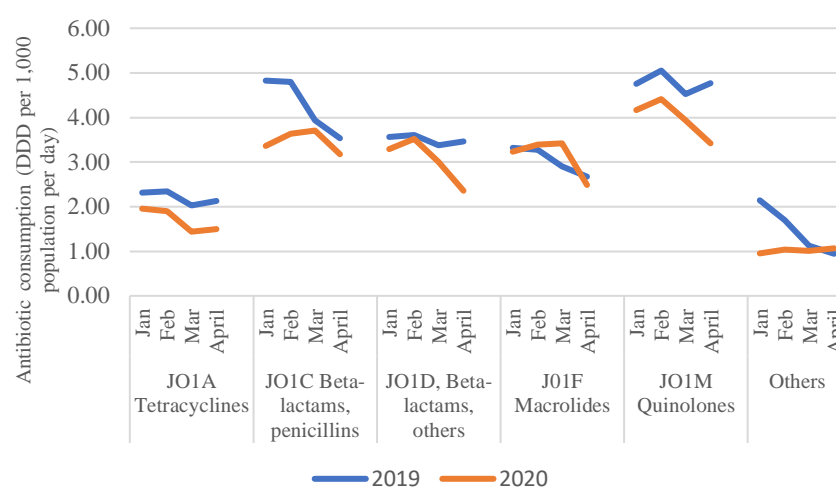 Antibiotic consumption (DDD per 1,000
population per day)
6.00
5.00
4.00
3.00
2.00
1.00
0.00
Jan Feb Mar April Jan Feb Mar April Jan Feb Mar April Jan Feb Mar April Jan Feb Mar April Jan Feb Mar April
JO1A
Tetracyclines
JO1C Beta-
lactams,
penicillins
JO1D, Beta-
lactams,
others
J01F
Macrolides
JO1M
Quinolones
Others
2019 2020